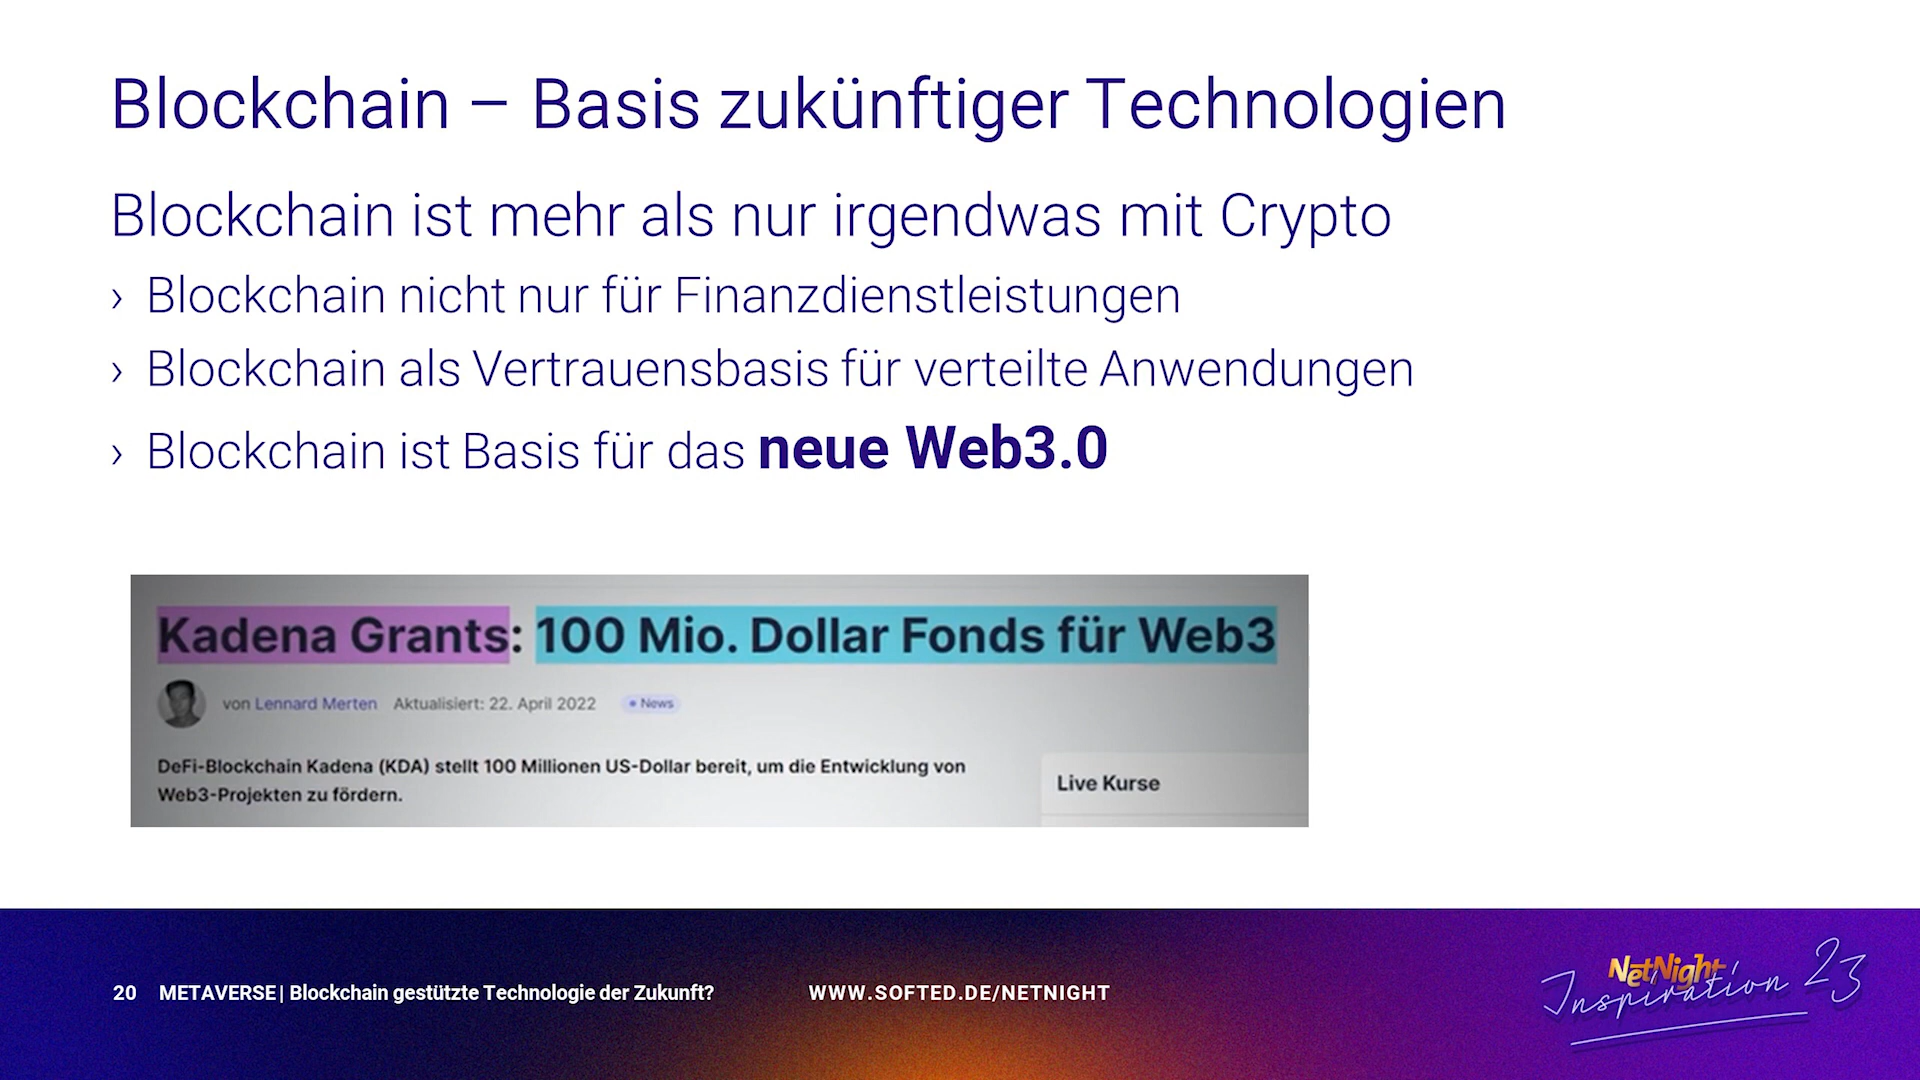 Blockchain – Basis zukünftiger Technologien
Blockchain ist mehr als nur irgendwas mit Crypto
› Blockchain nicht nur für Finanzdienstleistungen
› Blockchain als Vertrauensbasis für verteilte Anwendungen
› Blockchain ist Basis für das neue Web3.0
Kadena Grants: 100 Mio. Dollar Fonds für Web3
von Lennard Merten Aktualisiert: 22. April 2022 • News
DeFi-Blockchain Kadena (KDA) stellt 100 Millionen US-Dollar bereit, um die Entwicklung von
Web3-Projekten zu fördern.
Live Kurse
20 METAVERSE | Blockchain gestützte Technologie der Zukunft? WWW.SOFTED.DE/NETNIGHT
NetNight
Inspiration 23